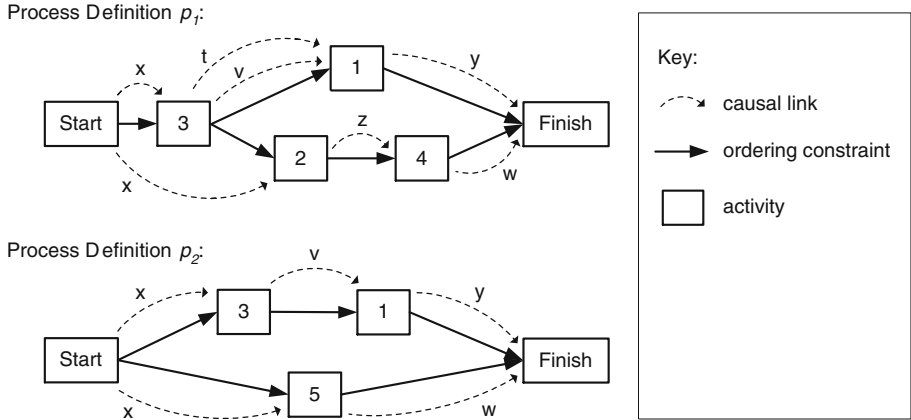 Process Definition p1:
x
t
v
1
y
Start
3
Finish
z
2
4
x
w
Process Definition p2:
v
x
3
1
y
Start
Finish
5
x
w
Key:
causal link
ordering constraint
activity